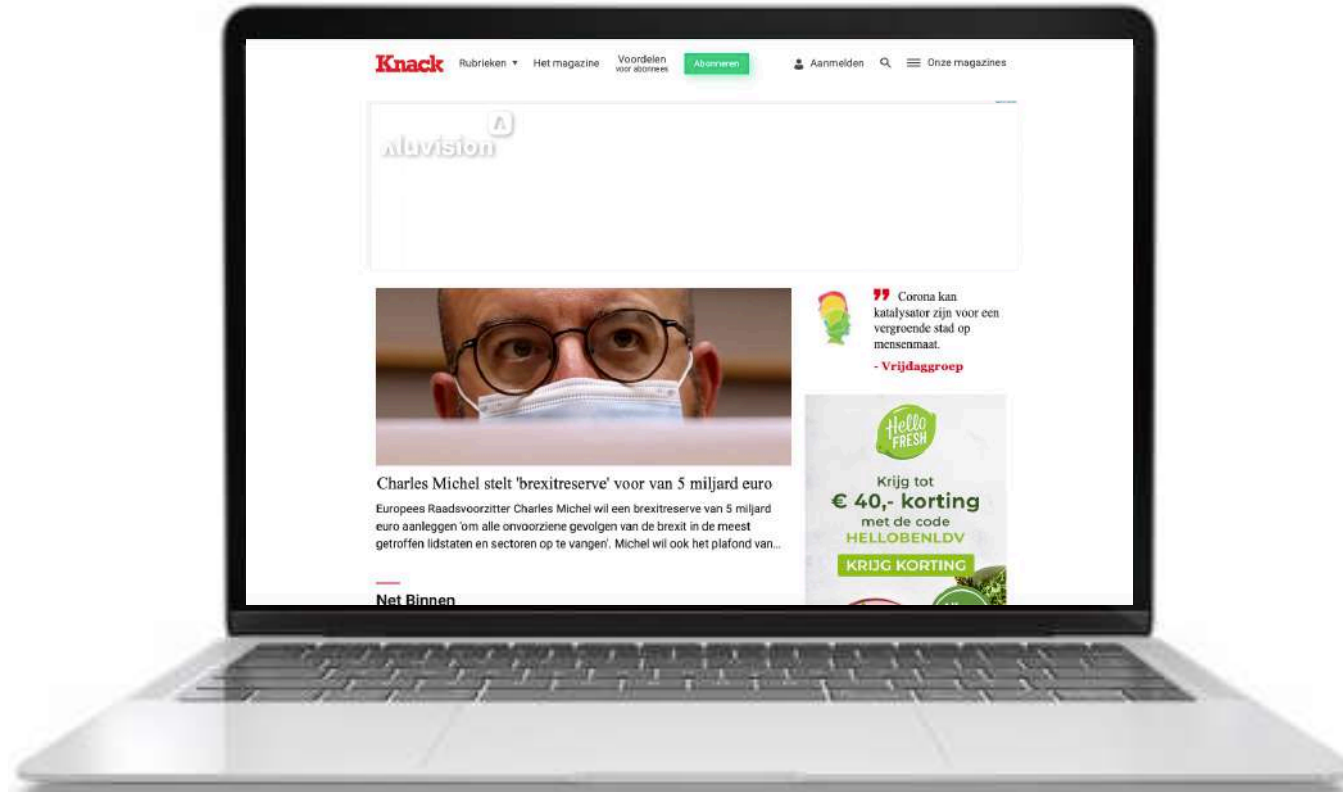 Knack
Rubrieken ▼
Het magazine
Voordelen
voor abonnees
Abonneren
Aanmelden
Onze magazines
Aluvision
Charles Michel stelt 'brexitreserve' voor van 5 miljard euro
Europees Raadsvoorzitter Charles Michel wil een brexitreserve van 5 miljard
euro aanleggen 'om alle onvoorziene gevolgen van de brexit in de meest
getroffen lidstaten en sectoren op te vangen'. Michel wil ook het plafond van...
Net Binnen
Corona kan
katalysator zijn voor een
vergroende stad op
mensenmaat.
- Vrijdaggroep
Hello
FRESH
Krijg tot
€ 40,- korting
met de code
HELLOBENLDV
KRIJG KORTING